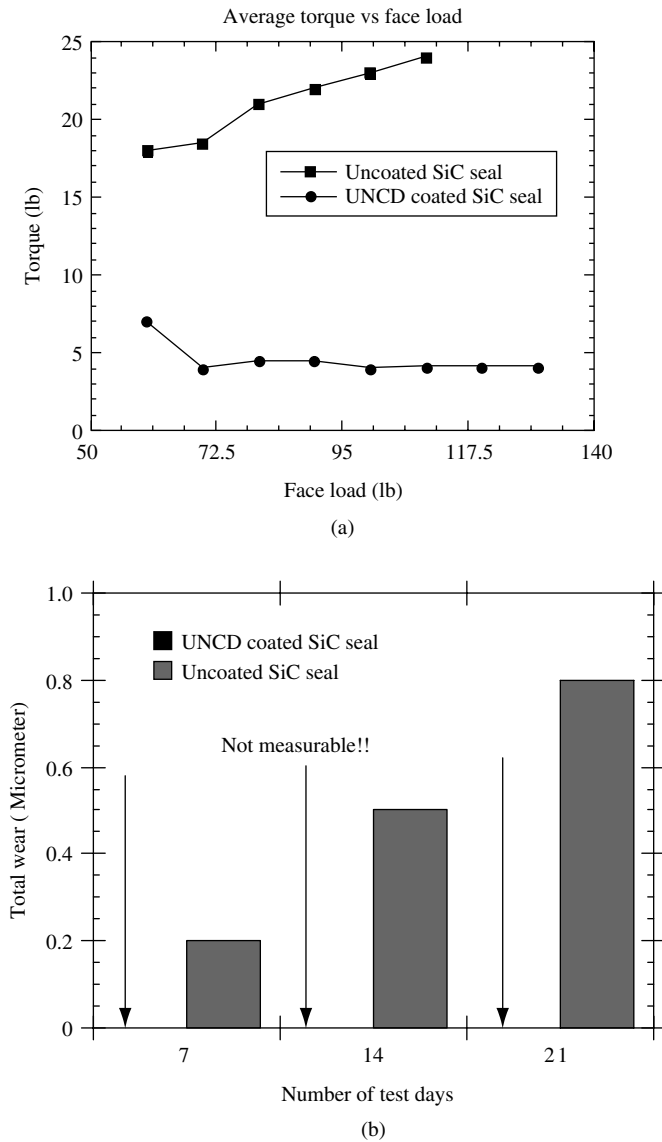 Average torque vs face load
25
20
15
10
5
0
Torque (lb)
Uncoated SiC seal
UNCD coated SiC seal
50 72.5 95 117.5 140
Face load (lb)
(a)
1.0
0.8
0.6
0.4
0.2
0
Total wear ( Micrometer)
UNCD coated SiC seal
Uncoated SiC seal
Not measurable!!
7 14 21
Number of test days
(b)